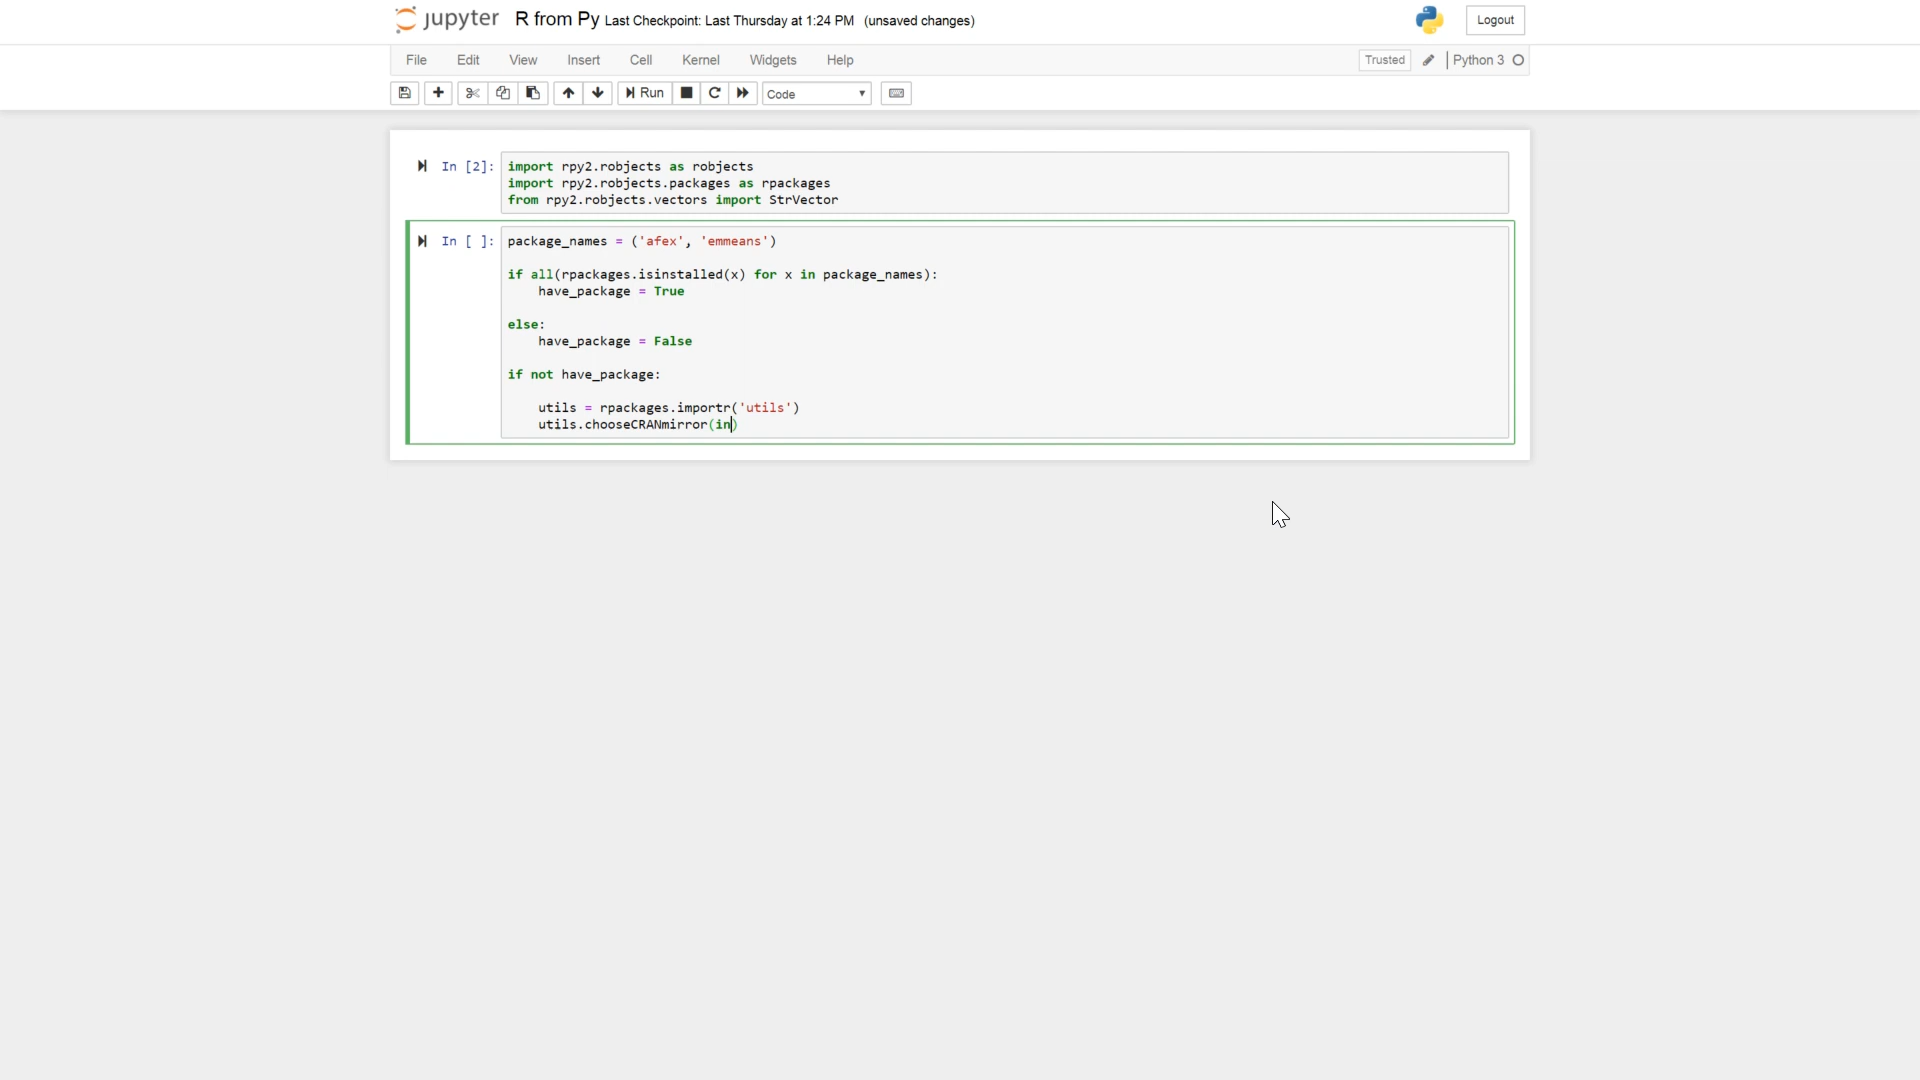 jupyter R from Py Last Checkpoint: Last Thursday at 1:24 PM (unsaved changes)
Logout
File Edit View Insert Cell Kernel Widgets Help
Trusted Python 3
Run Code
In [2]: import rpy2.robjects as robjects
import rpy2.robjects.packages as rpackages
from rpy2.robjects.vectors import StrVector
In [ ]: package_names = ('afex', 'emmeans')
if all(rpackages.isinstalled(x) for x in package_names):
have_package = True
else:
have_package = False
if not have_package:
utils = rpackages.importr('utils')
utils.chooseCRANmirror(in)